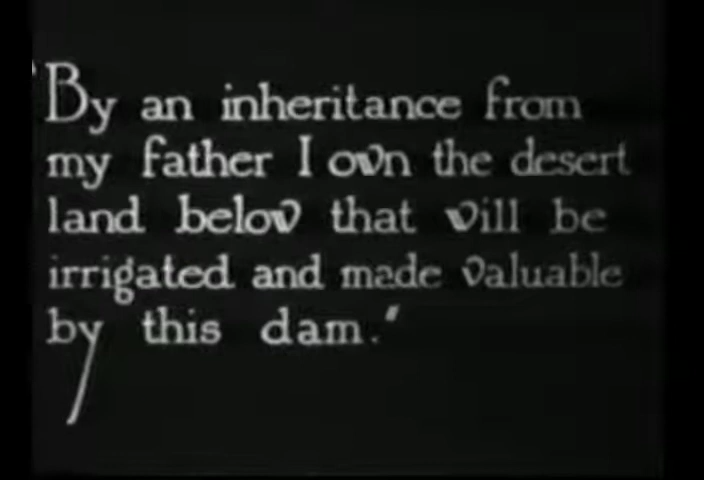 "By an inheritance from
my father I own the desert
land below that will be
irrigated and made valuable
by this dam."